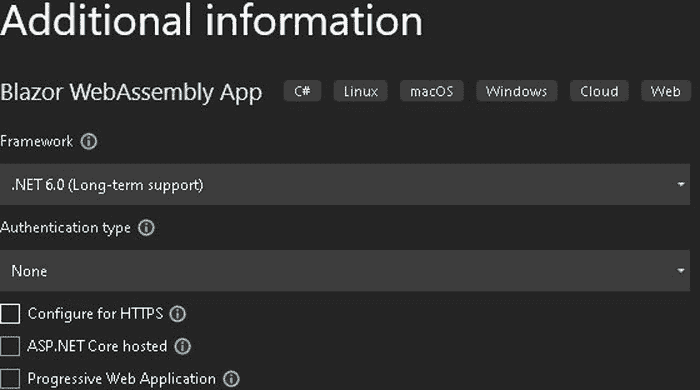 Additional information
Blazor WebAssembly App C# Linux macOS Windows Cloud Web
Framework
.NET 6.0 (Long-term support)
Authentication type
None
Configure for HTTPS
ASP.NET Core hosted
Progressive Web Application